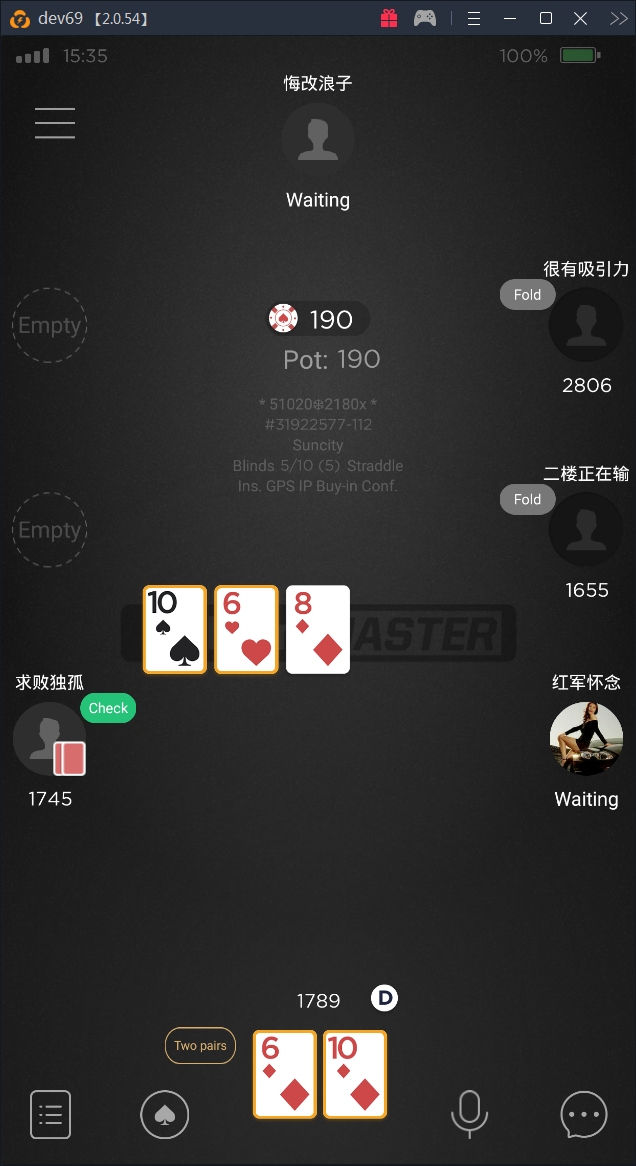 dev69 【2.0.54】
15:35
100%
悔改浪子
Waiting
很有吸引力
Fold
Empty
190
Pot: 190
2806
* 51020❄2180x *
#31922577-112
Suncity
Blinds 5/10 (5) Straddle
Ins. GPS IP Buy-in Conf.
二楼正在输
Fold
Empty
1655
10
6
8
ASTER
求败独孤
红军怀念
Check
1745
Waiting
1789
D
Two pairs
6
10